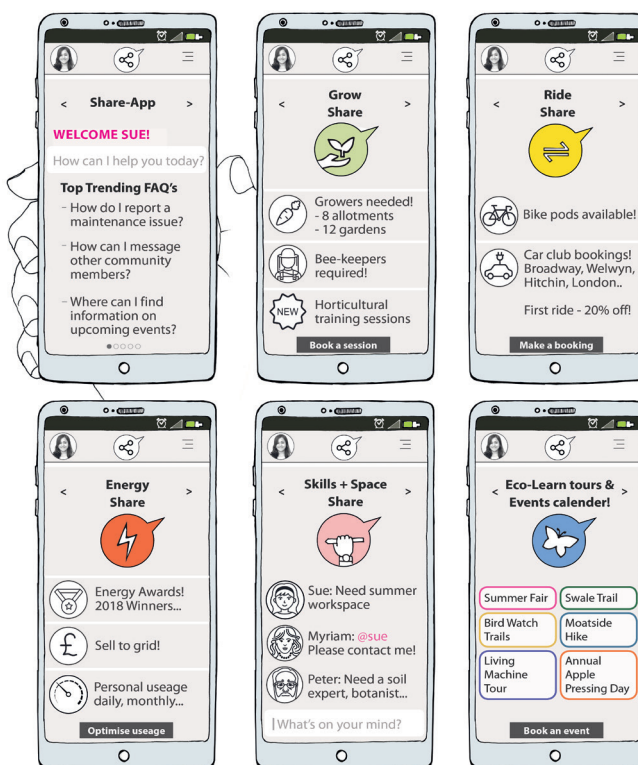 Share-App
WELCOME SUE!
How can I help you today?
Top Trending FAQ's
- How do I report a
maintenance issue?
- How can I message
other community
members?
- Where can I find
information on
upcoming events?
Grow
Share
Growers needed!
- 8 allotments
- 12 gardens
Bee-keepers
required!
NEW
Horticultural
training sessions
Book a session
Ride
Share
Bike pods available!
Car club bookings!
Broadway, Welwyn,
Hitchin, London..
First ride - 20% off!
Make a booking
Energy
Share
Energy Awards!
2018 Winners...
£
Sell to grid!
Personal useage
daily, monthly...
Optimise useage
Skills + Space
Share
Sue: Need summer
workspace
Myriam: @sue
Please contact me!
Peter: Need a soil
expert, botanist...
What's on your mind?
Eco-Learn tours &
Events calender!
Summer Fair
Swale Trail
Bird Watch
Trails
Moatside
Hike
Living
Machine
Tour
Annual
Apple
Pressing Day
Book an event